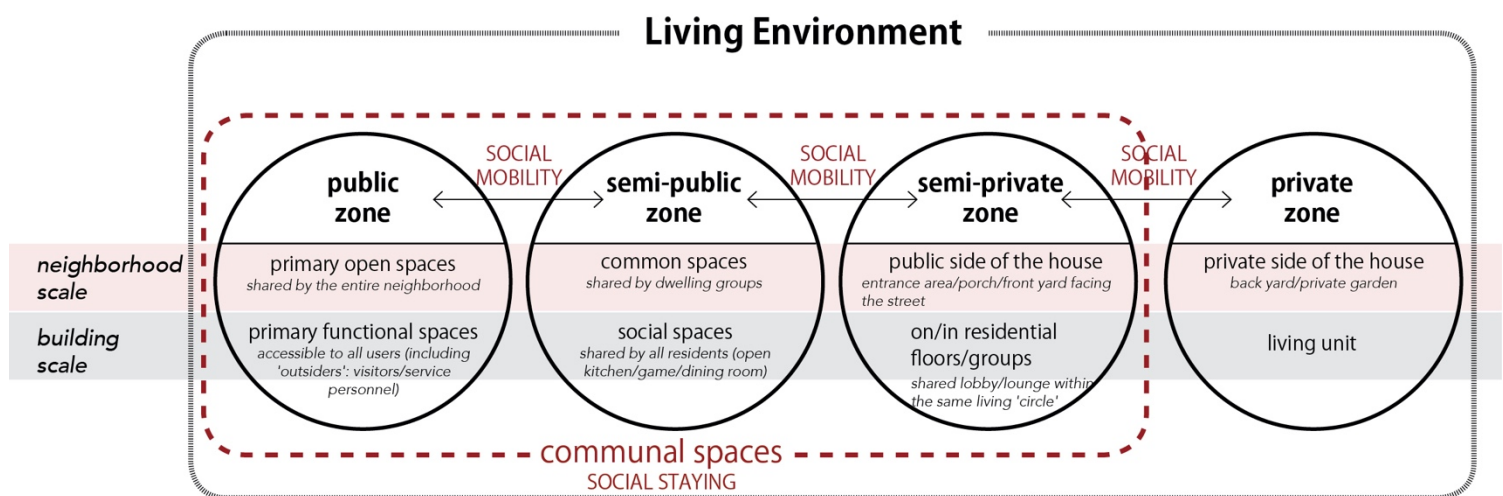 Living Environment
SOCIAL
MOBILITY
SOCIAL
MOBILITY
SOCIAL
MOBILITY
public
zone
semi-public
zone
semi-private
zone
private
zone
neighborhood
scale
primary open spaces
shared by the entire neighborhood
common spaces
shared by dwelling groups
public side of the house
entrance area/porch/front yard facing
the street
private side of the house
back yard/private garden
building
scale
primary functional spaces
accessible to all users (including
'outsiders': visitors/service
personnel)
social spaces
shared by all residents (open
kitchen/game/dining room)
on/in residential
floors/groups
shared lobby/lounge within
the same living 'circle'
living unit
communal spaces
SOCIAL STAYING